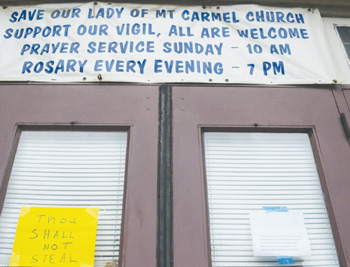 SAVE OUR LADY OF MT CARMEL CHURCH
SUPPORT OUR VIGIL, ALL ARE WELCOME
PRAYER SERVICE SUNDAY - 10 AM
ROSARY EVERY EVENING - 7 PM
Thou
SHALL
NOT
STEAL